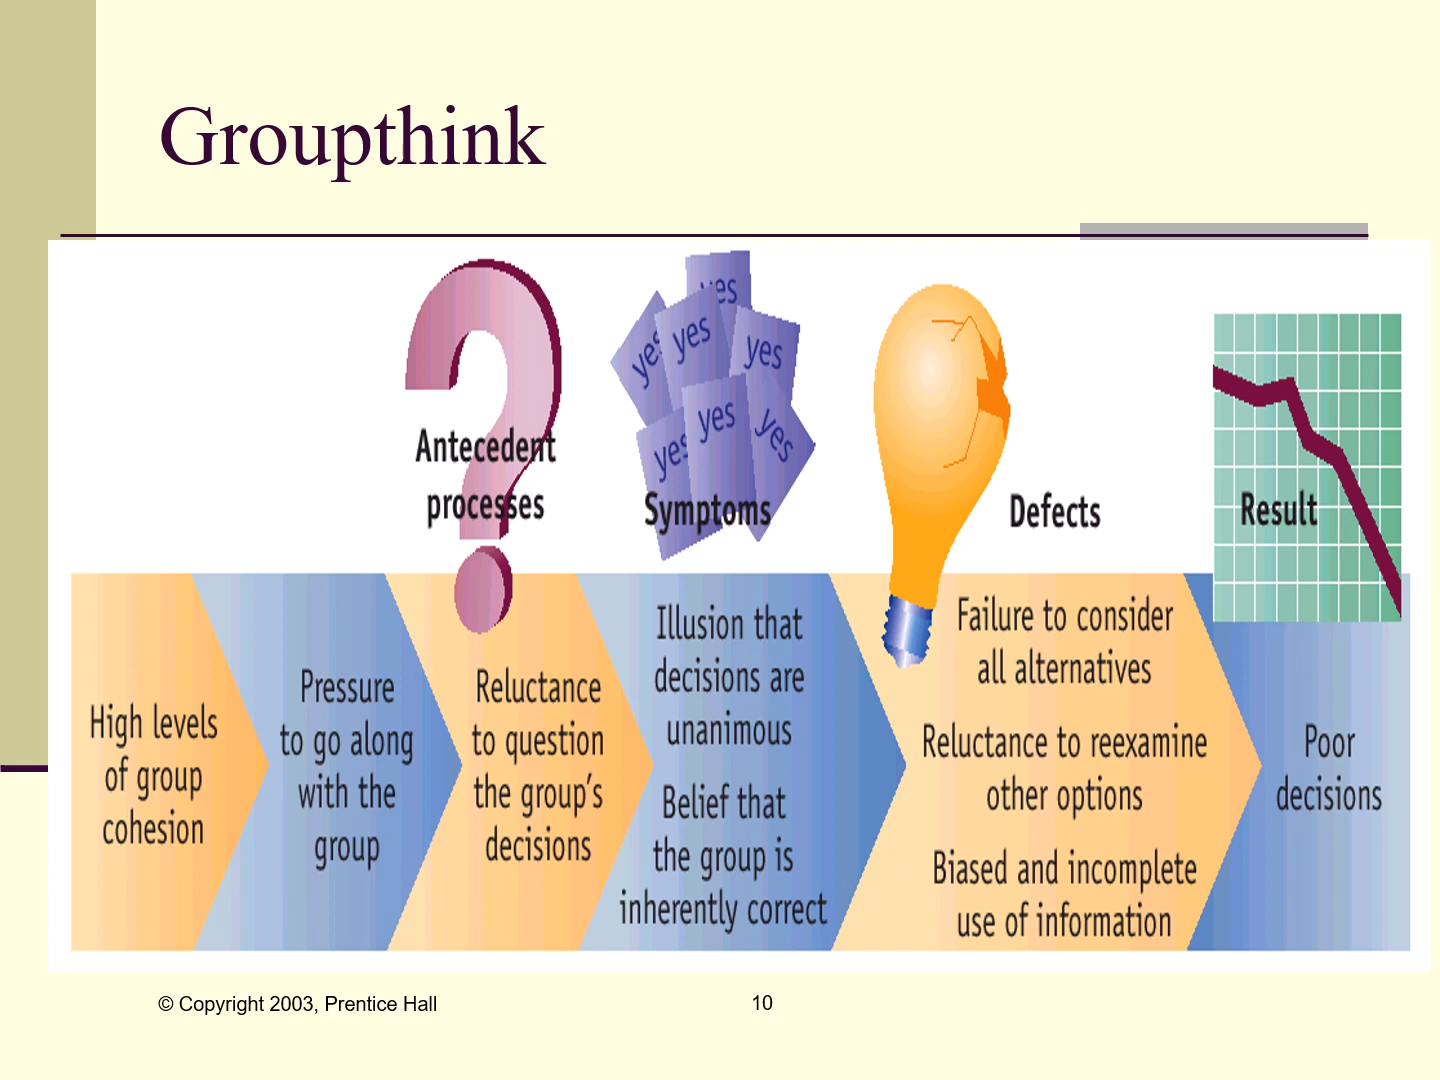 Groupthink
yes
yes
yes
yes
yes
yes
yes
Antecedent
processes
Symptoms
Defects
Result
High levels
of group
cohesion
Pressure
to go along
with the
group
Reluctance
to question
the group's
decisions
Illusion that
decisions are
unanimous
Belief that
the group is
inherently correct
Failure to consider
all alternatives
Reluctance to reexamine
other options
Biased and incomplete
use of information
Poor
decisions
© Copyright 2003, Prentice Hall
10